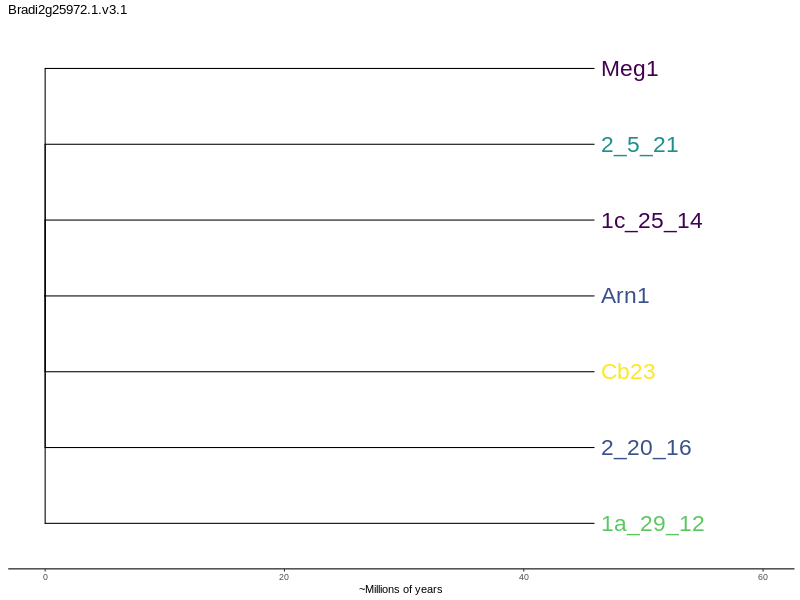 Bradi2g25972.1.v3.1
Meg1
2_5_21
1c_25_14
Arn1
Cb23
2_20_16
1a_29_12
0 20 40 60
~Millions of years